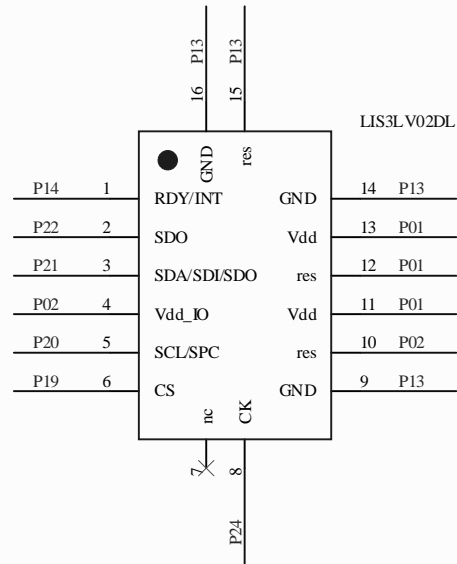 P13 P13
16 15
LIS3LV02DL
GND res
P14 1 RDY/INT GND 14 P13
P22 2 SDO Vdd 13 P01
P21 3 SDA/SDI/SDO res 12 P01
P02 4 Vdd_IO Vdd 11 P01
P20 5 SCL/SPC res 10 P02
P19 6 CS GND 9 P13
nc CK
7 8
P24